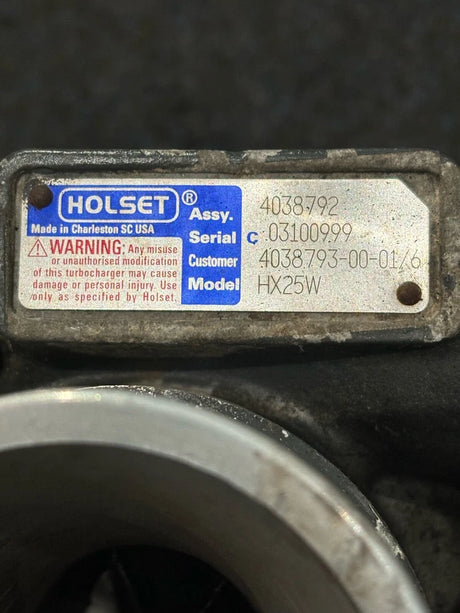 HOLSET®
Made in Charleston SC USA
⚠ WARNING: Any misuse
or unauthorised modification
of this turbocharger may cause
damage or personal injury. Use
only as specified by Holset.
Assy. 4038792
Serial C 03100999
Customer 4038793-00-01/6
Model HX25W